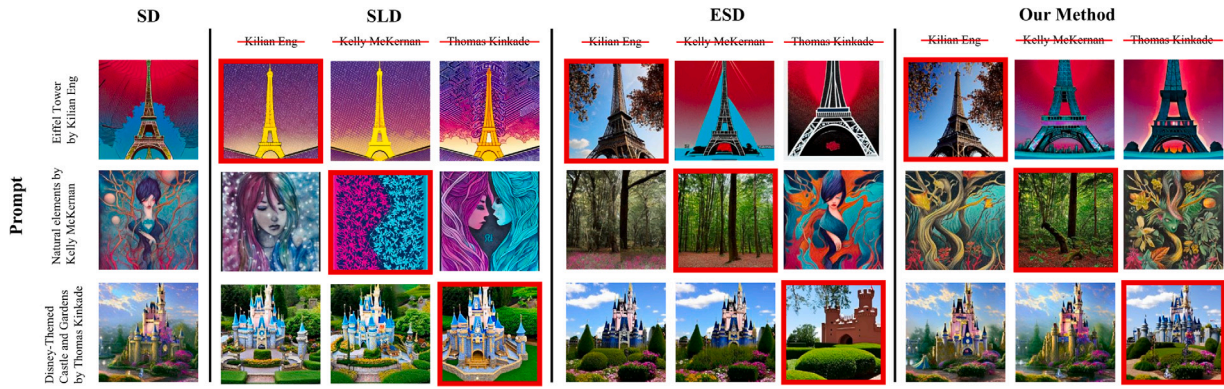 SD
SLD
ESD
Our Method
Kilian Eng
Kelly McKernan
Thomas Kinkade
Kilian Eng
Kelly McKernan
Thomas Kinkade
Kilian Eng
Kelly McKernan
Thomas Kinkade
Prompt
Eiffel Tower
by Kilian Eng
Natural elements by
Kelly McKernan
Disney-Themed
Castle and Gardens
by Thomas Kinkade